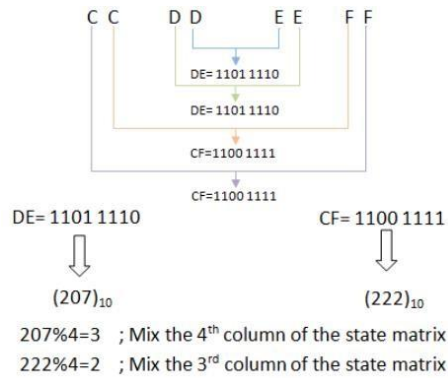 C C D D E E F F
DE= 1101 1110
DE= 1101 1110
CF=1100 1111
CF=1100 1111
DE= 1101 1110 CF= 1100 1111
(207)10 (222)10
207%4=3 ; Mix the 4th column of the state matrix
222%4=2 ; Mix the 3rd column of the state matrix